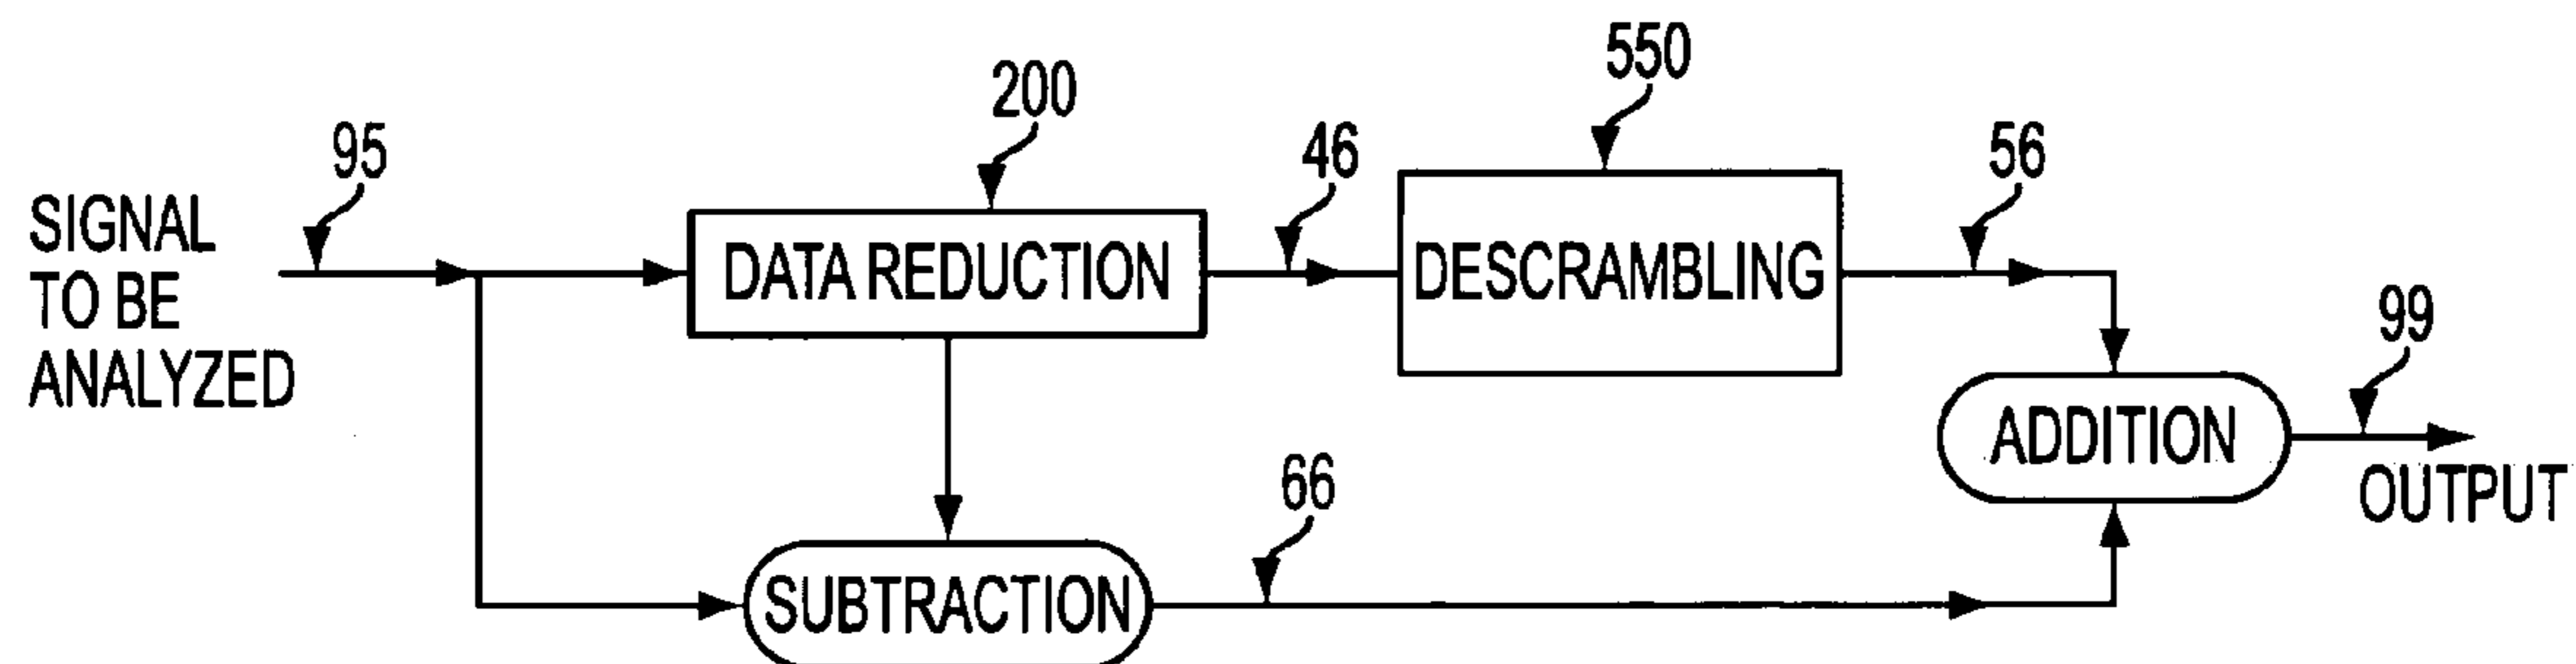 550
200
95
46
56
SIGNAL
TO BE
ANALYZED
DATA REDUCTION
DESCRAMBLING
99
ADDITION
OUTPUT
66
SUBTRACTION